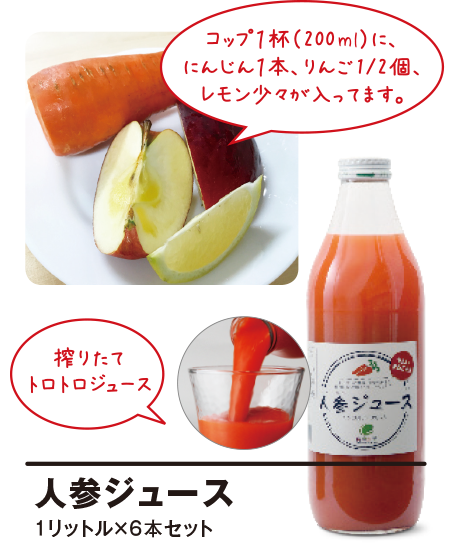 コップ1杯(200ml)に、
にんじん1本、りんご1/2個、
レモン少々が入ってます。
搾りたて
トロトロジュース
人参ジュース
人参ジュース
1リットル×6本セット